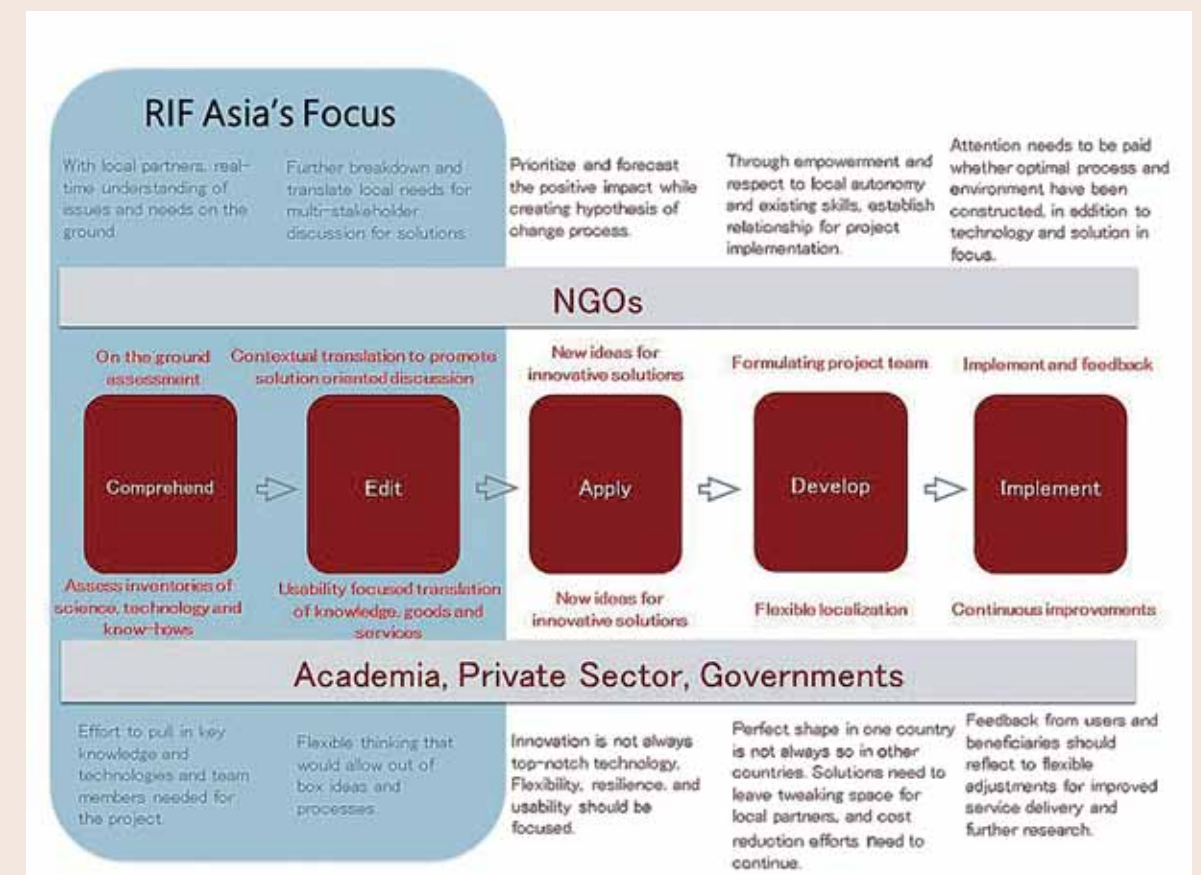 RIF Asia's Focus
With local partners, real-
time understanding of
issues and needs on the
ground.
Further breakdown and
translate local needs for
multi-stakeholder
discussion for solutions
Prioritize and forecast
the positive impact while
creating hypothesis of
change process.
Through empowerment and
respect to local autonomy
and existing skills, establish
relationship for project
implementation.
Attention needs to be paid
whether optimal process and
environment have been
constructed, in addition to
technology and solution in
focus.
NGOs
On the ground
assessment
Contextual translation to promote
solution oriented discussion
New ideas for
innovative solutions
Formulating project team
Implement and feedback
Comprehend
Edit
Apply
Develop
Implement
Assess inventories of
science, technology and
know-hows
Usability focused translation
of knowledge, goods and
services
New ideas for
innovative solutions
Flexible localization
Continuous improvements
Academia, Private Sector, Governments
Effort to pull in key
knowledge and
technologies and team
members needed for
the project.
Flexible thinking that
would allow out of
box ideas and
processes.
Innovation is not always
top-notch technology.
Flexibility, resilience, and
usability should be
focused.
Perfect shape in one country
is not always so in other
countries. Solutions need to
leave tweaking space for
local partners, and cost
reduction efforts need to
continue.
Feedback from users and
beneficiaries should
reflect to flexible
adjustments for improved
service delivery and
further research.